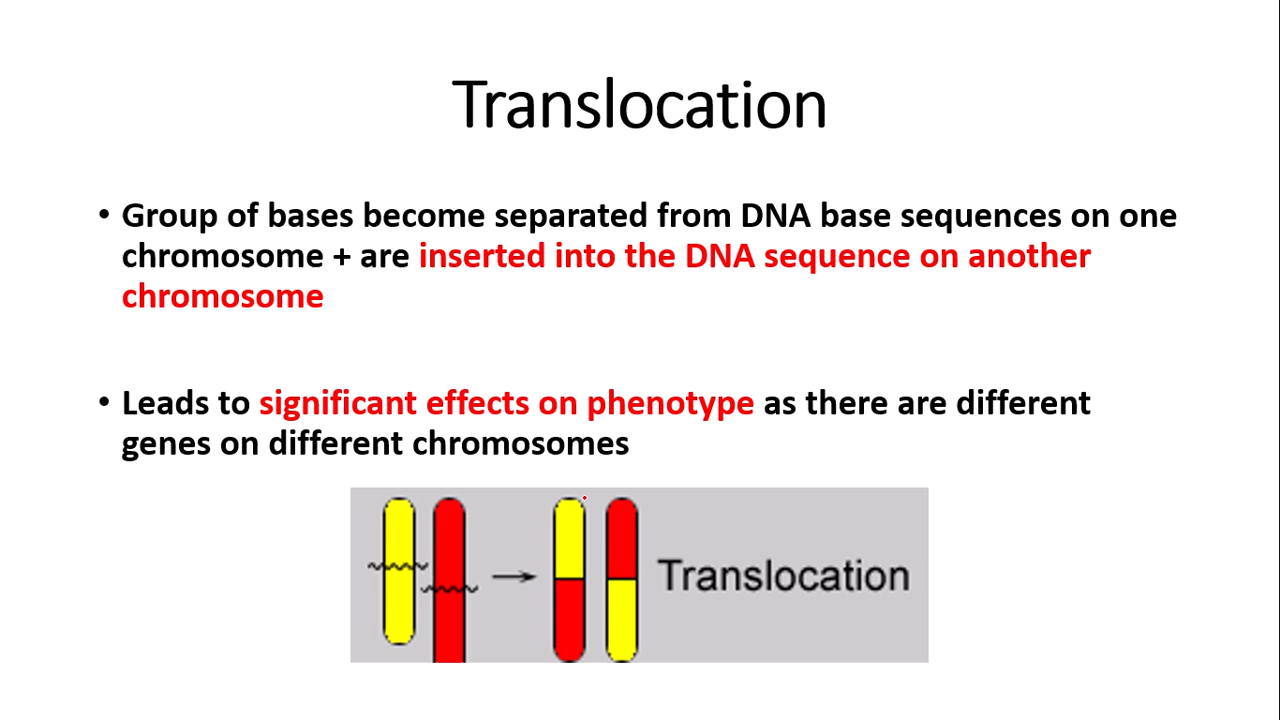 Translocation
• Group of bases become separated from DNA base sequences on one
chromosome + are inserted into the DNA sequence on another
chromosome
• Leads to significant effects on phenotype as there are different
genes on different chromosomes
Translocation